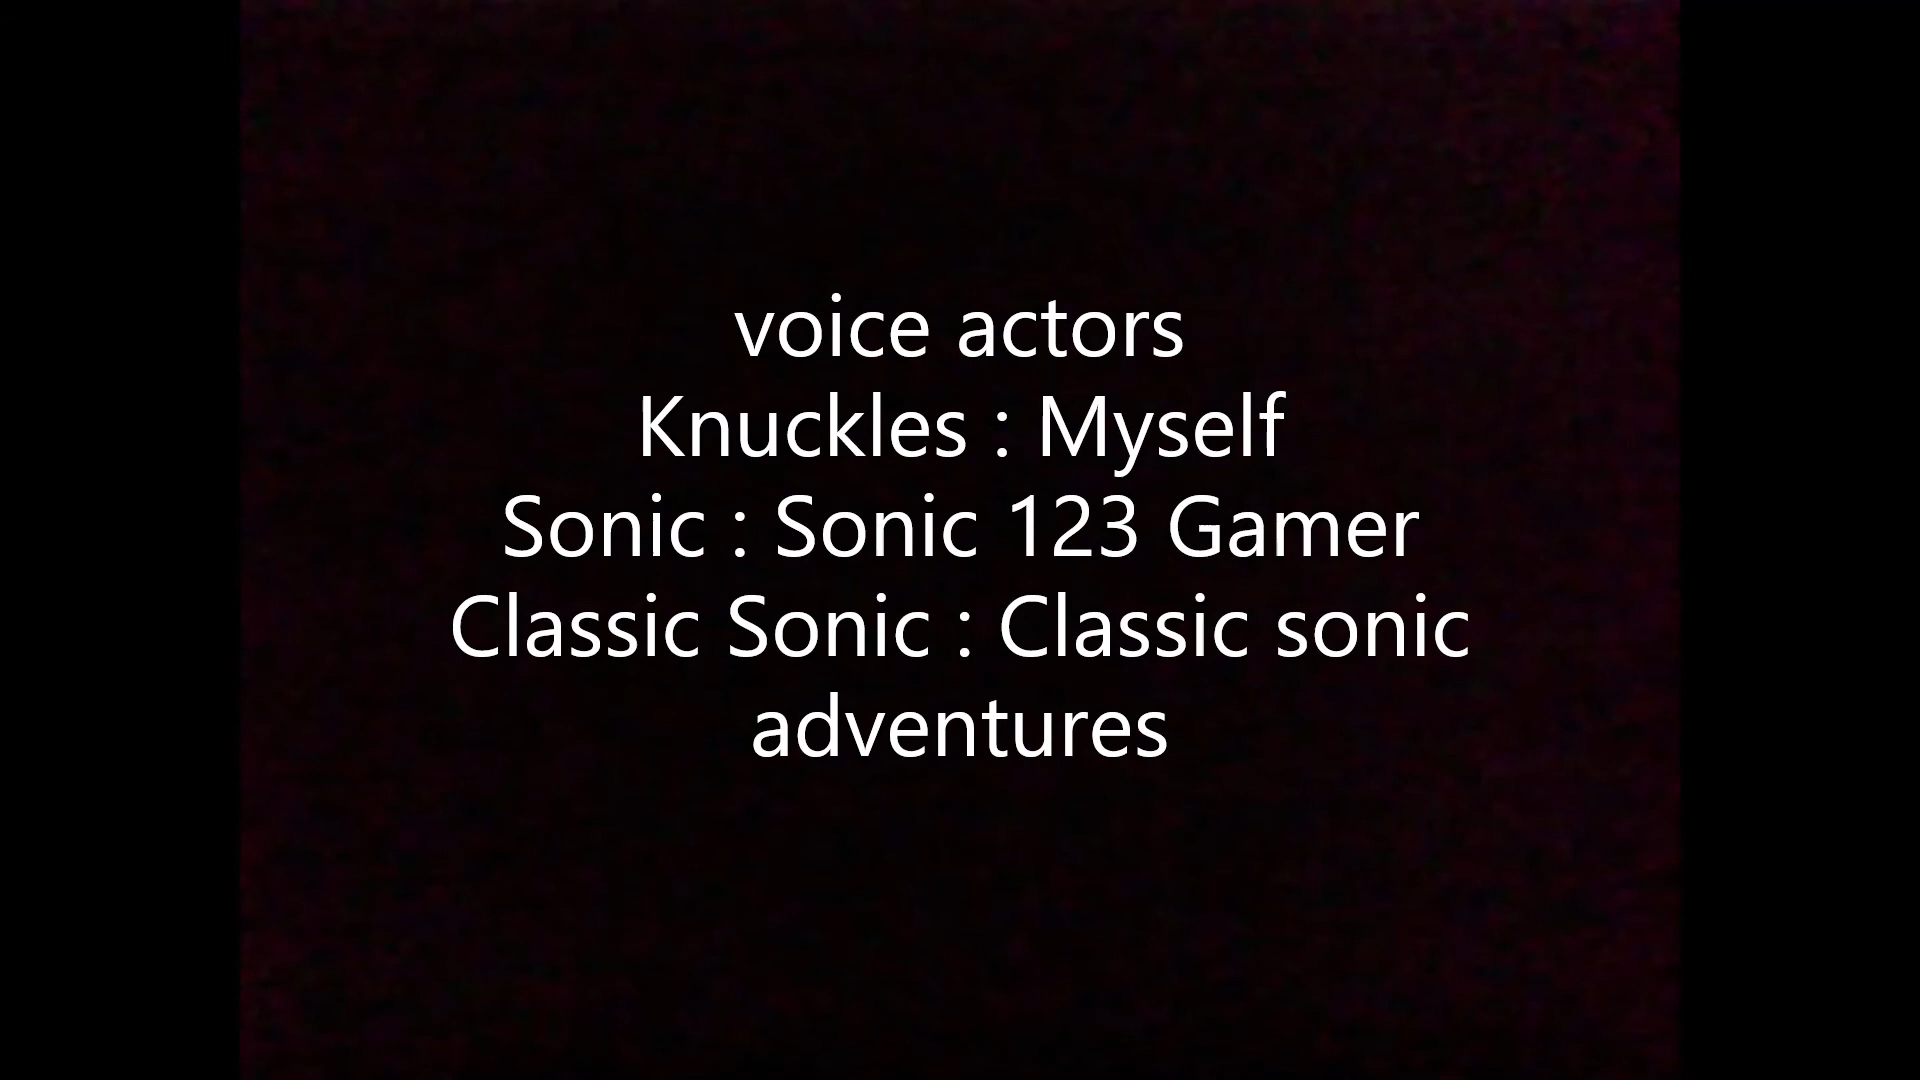 voice actors
Knuckles : Myself
Sonic : Sonic 123 Gamer
Classic Sonic : Classic sonic
adventures